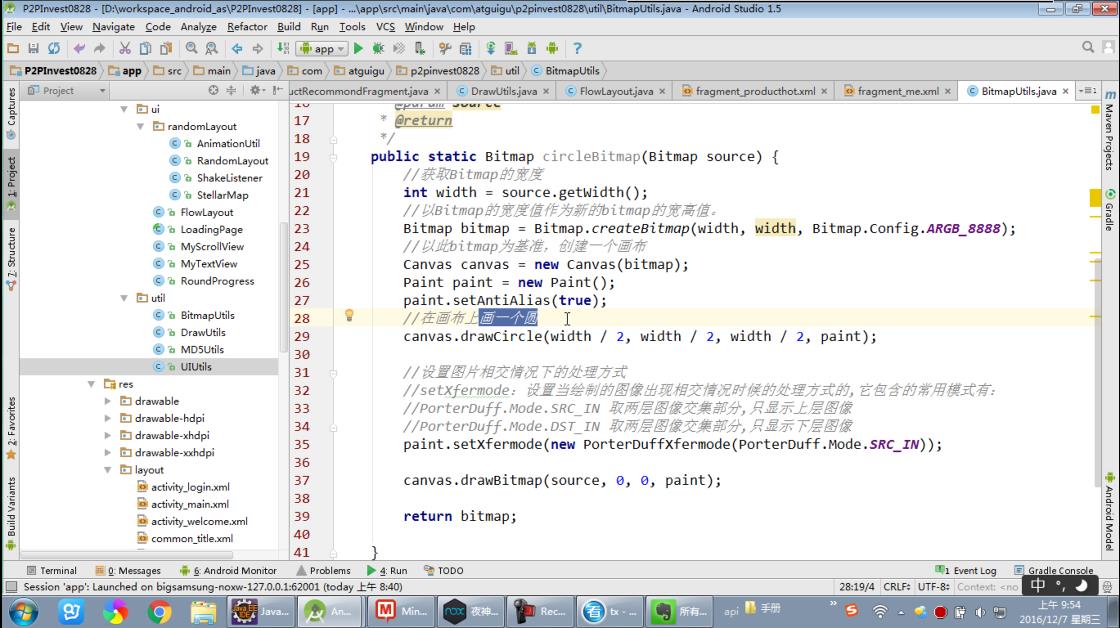 P2PInvest0828 - [D:\workspace_android_as\P2PInvest0828] - [app] - ...\app\src\main\java\com\atguigu\p2pinvest0828\util\BitmapUtils.java - Android Studio 1.5
File Edit View Navigate Code Analyze Refactor Build Run Tools VCS Window Help
app
P2PInvest0828 app src main java com atguigu p2pinvest0828 util BitmapUtils
Project
uctRecommondFragment.java DrawUtils.java FlowLayout.java fragment_producthot.xml fragment_me.xml BitmapUtils.java
Captures
1: Project
7: Structure
2: Favorites
Build Variants
ui
randomLayout
AnimationUtil
RandomLayout
ShakeListener
StellarMap
FlowLayout
LoadingPage
MyScrollView
MyTextView
RoundProgress
util
BitmapUtils
DrawUtils
MD5Utils
UIUtils
res
drawable
drawable-hdpi
drawable-xhdpi
drawable-xxhdpi
layout
activity_login.xml
activity_main.xml
activity_welcome.xml
common_title.xml
16 * @param source
17 * @return
18 */
19 public static Bitmap circleBitmap(Bitmap source) {
20 //获取Bitmap的宽度
21 int width = source.getWidth();
22 //以Bitmap的宽度值作为新的bitmap的宽高值。
23 Bitmap bitmap = Bitmap.createBitmap(width, width, Bitmap.Config.ARGB_8888);
24 //以此bitmap为基准，创建一个画布
25 Canvas canvas = new Canvas(bitmap);
26 Paint paint = new Paint();
27 paint.setAntiAlias(true);
28 //在画布上画一个圆
29 canvas.drawCircle(width / 2, width / 2, width / 2, paint);
30
31 //设置图片相交情况下的处理方式
32 //setXfermode：设置当绘制的图像出现相交情况时候的处理方式的,它包含的常用模式有：
33 //PorterDuff.Mode.SRC_IN 取两层图像交集部分,只显示上层图像
34 //PorterDuff.Mode.DST_IN 取两层图像交集部分,只显示下层图像
35 paint.setXfermode(new PorterDuffXfermode(PorterDuff.Mode.SRC_IN));
36
37 canvas.drawBitmap(source, 0, 0, paint);
38
39 return bitmap;
40
41 }
Maven Projects
Gradle
Android Model
Terminal 0: Messages 6: Android Monitor Problems 4: Run TODO 1 Event Log Gradle Console
Session 'app': Launched on bigsamsung-noxw-127.0.0.1:62001 (today 上午 8:40) 28:19/4 CRLF÷ UTF-8÷ Context: <no 中
Java... An... Min... 夜神... Rec... tx - ... 所有... api 手册
上午 9:54
2016/12/7 星期三